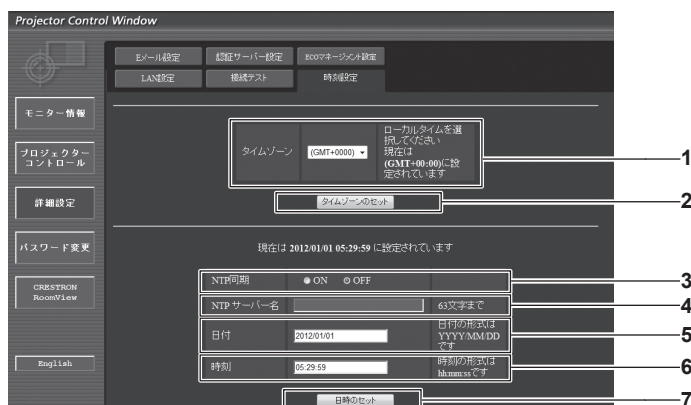 Projector Control Window
Eメール設定 認証サーバー設定 ECOマネージメント設定
LAN設定 接続テスト 時刻設定
モニター情報
プロジェクター
コントロール
詳細設定
パスワード変更
CRESTRON
RoomView
English
タイムゾーン (GMT+0000)
ローカルタイムを選
択してください
現在は
(GMT+00:00)に設
定されています
1
タイムゾーンのセット
2
現在は 2012/01/01 05:29:59 に設定されています
NTP同期 ON OFF
3
NTP サーバー名 63文字まで
4
日付 2012/01/01
日付の形式は
YYYY/MM/DD
です
5
時刻 05:29:59
時刻の形式は
hh:mm:ssです
6
日時のセット
7